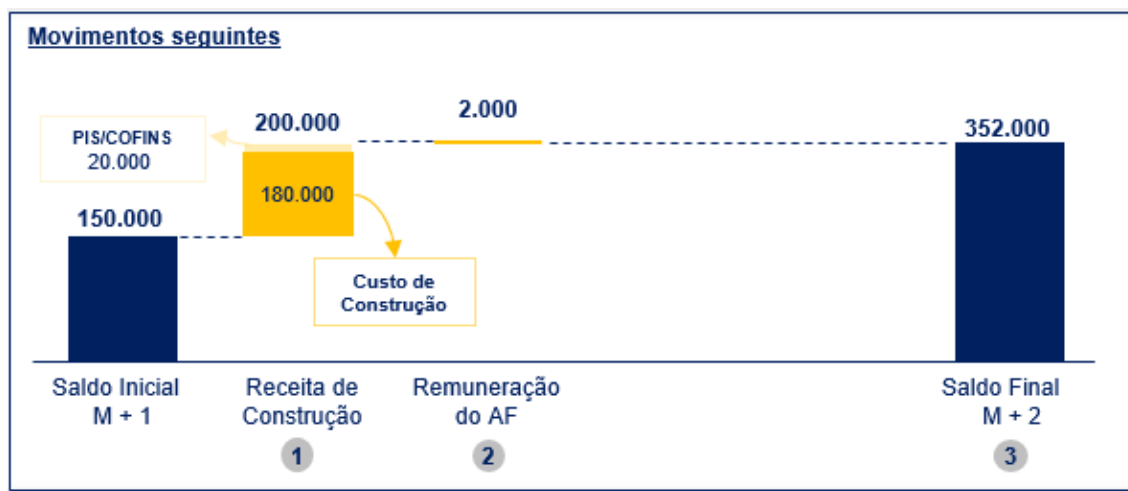 Movimentos seguintes
PIS/COFINS
20.000
200.000
2.000
352.000
180.000
150.000
Custo de
Construção
Saldo Inicial
M + 1
Receita de
Construção
1
Remuneração
do AF
2
Saldo Final
M + 2
3